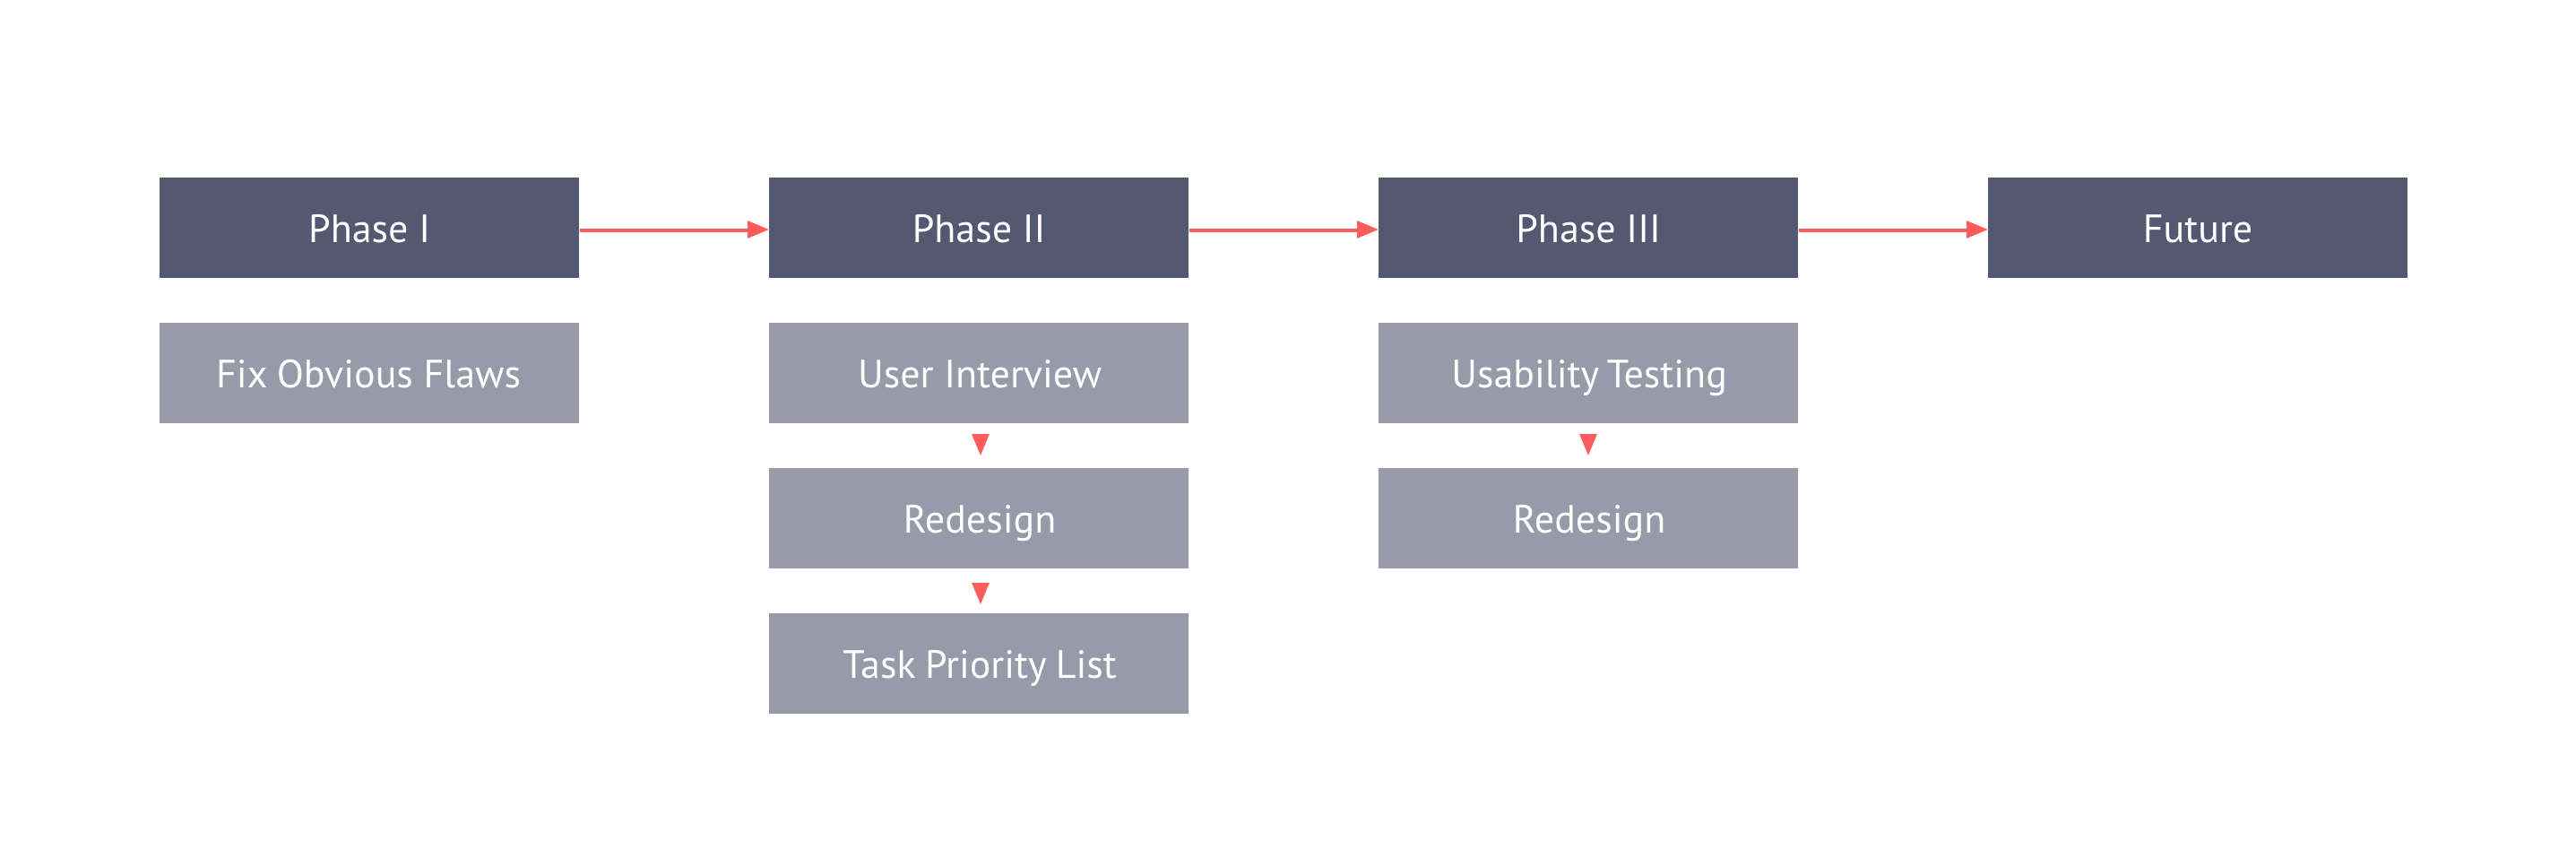 Phase I
Phase II
Phase III
Future
Fix Obvious Flaws
User Interview
Usability Testing
Redesign
Redesign
Task Priority List